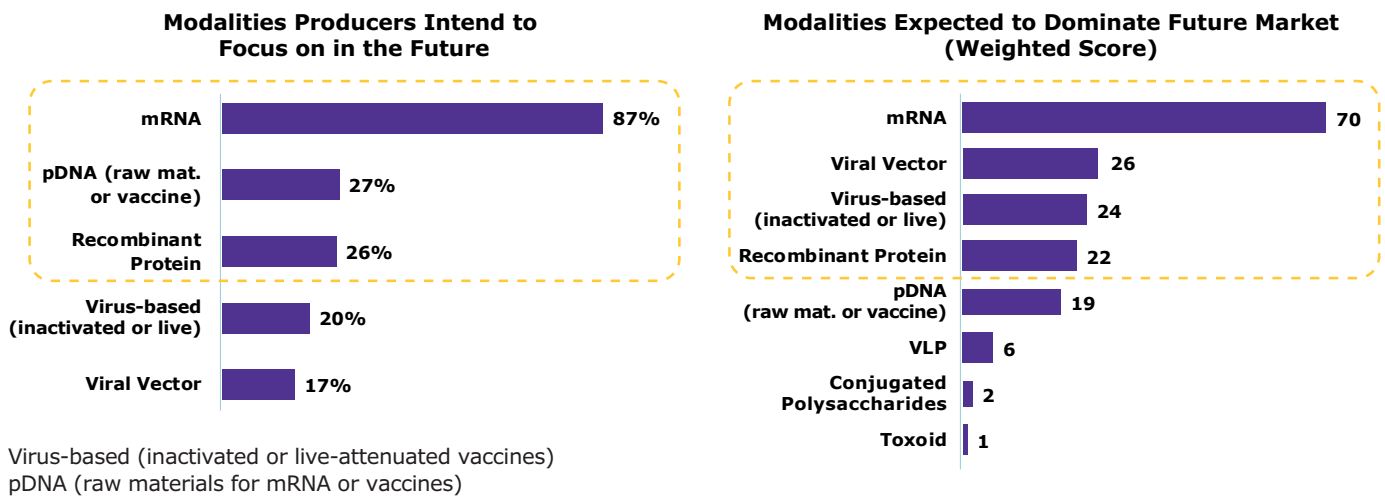 Modalities Producers Intend to
Focus on in the Future
mRNA
87%
pDNA (raw mat.
or vaccine)
27%
Recombinant
Protein
26%
Virus-based
(inactivated or live)
20%
Viral Vector
17%
Virus-based (inactivated or live-attenuated vaccines)
pDNA (raw materials for mRNA or vaccines)
Modalities Expected to Dominate Future Market
(Weighted Score)
mRNA
70
Viral Vector
26
Virus-based
(inactivated or live)
24
Recombinant Protein
22
pDNA
(raw mat. or vaccine)
19
VLP
6
Conjugated
Polysaccharides
2
Toxoid
1